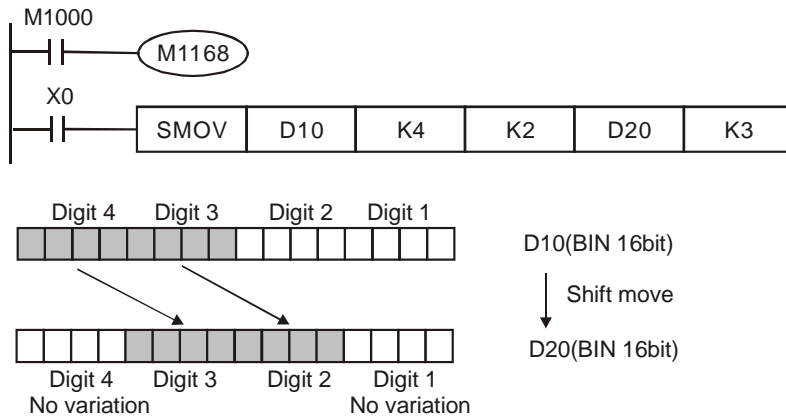 M1000
M1168
X0
SMOV D10 K4 K2 D20 K3
Digit 4 Digit 3 Digit 2 Digit 1
D10(BIN 16bit)
Shift move
D20(BIN 16bit)
Digit 4 Digit 3 Digit 2 Digit 1
No variation No variation